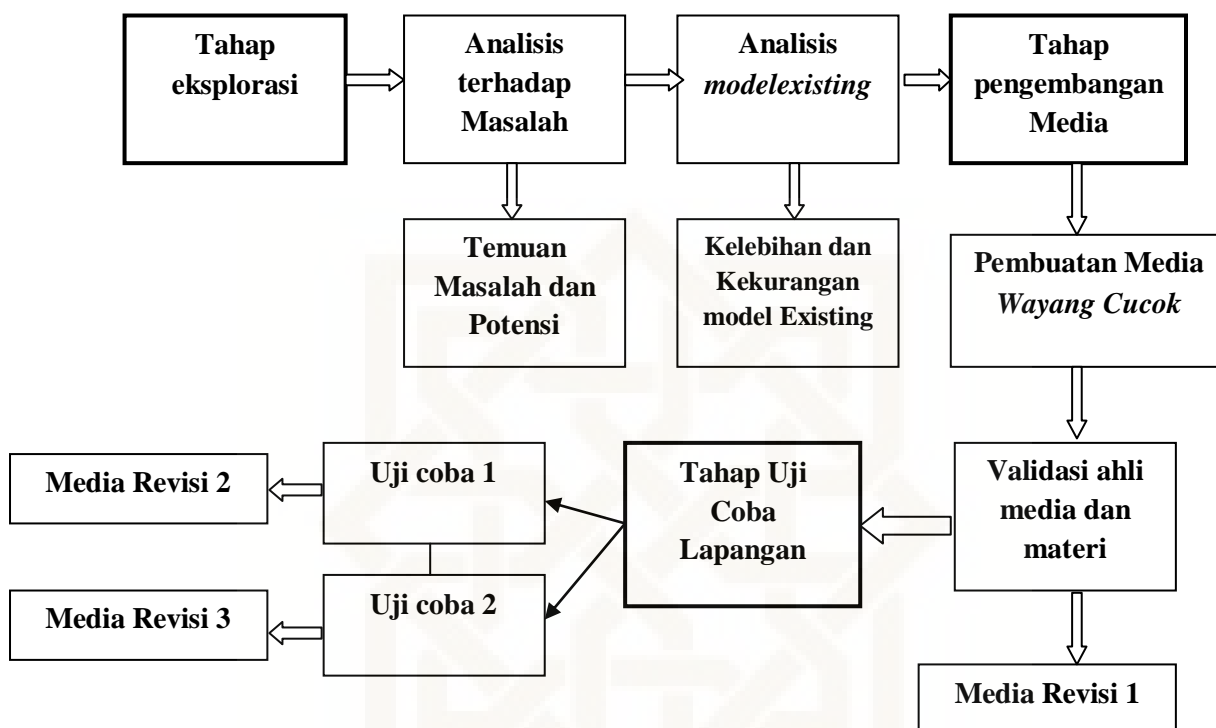 Tahap
eksplorasi
Analisis
terhadap
Masalah
Analisis
modelexisting
Tahap
pengembangan
Media
Temuan
Masalah dan
Potensi
Kelebihan dan
Kekurangan
model Existing
Pembuatan Media
Wayang Cucok
Validasi ahli
media dan
materi
Tahap Uji
Coba
Lapangan
Uji coba 1
Media Revisi 2
Uji coba 2
Media Revisi 3
Media Revisi 1